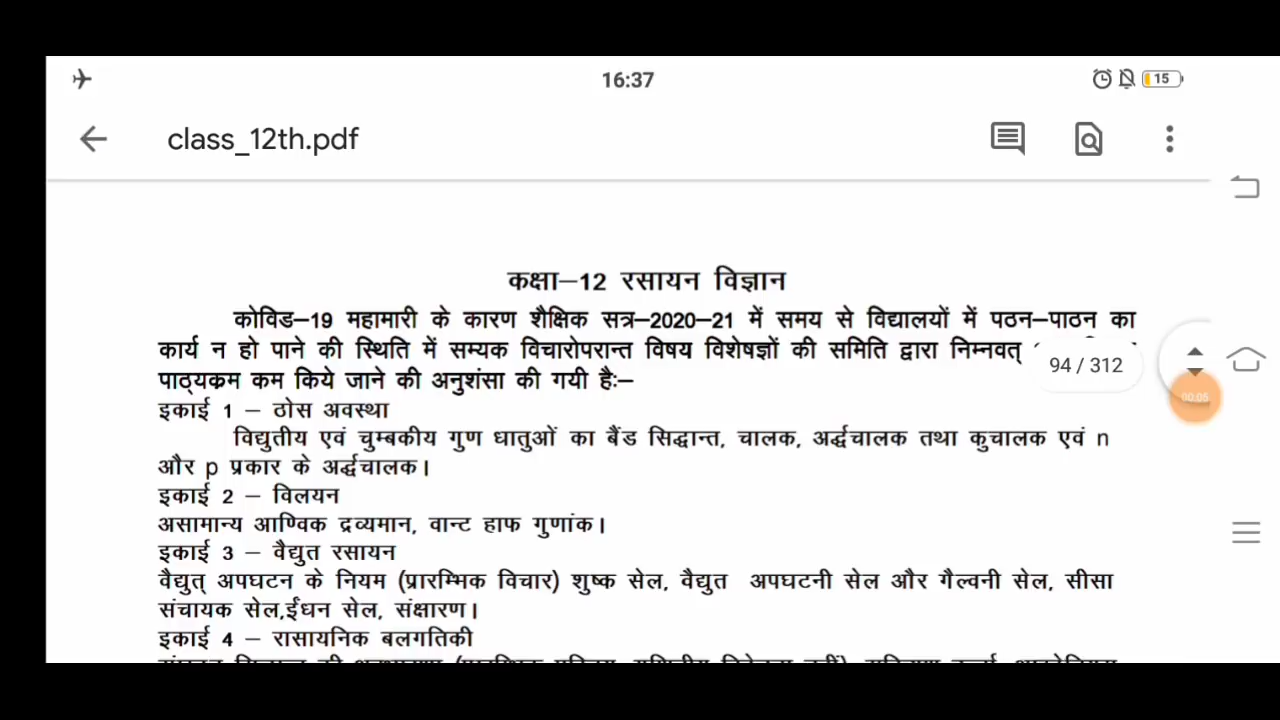 16:37
15
class_12th.pdf
कक्षा–12 रसायन विज्ञान
कोविड–19 महामारी के कारण शैक्षिक सत्र–2020–21 में समय से विद्यालयों में पठन–पाठन का
कार्य न हो पाने की स्थिति में सम्यक विचारोपरान्त विषय विशेषज्ञों की समिति द्वारा निम्नवत्
94 / 312
पाठ्यक्रम कम किये जाने की अनुशंसा की गयी हैः–
00:05
इकाई 1 – ठोस अवस्था
विद्युतीय एवं चुम्बकीय गुण धातुओं का बैंड सिद्धान्त, चालक, अर्द्धचालक तथा कुचालक एवं n
और p प्रकार के अर्द्धचालक।
इकाई 2 – विलयन
असामान्य आण्विक द्रव्यमान, वान्ट हाफ गुणांक।
इकाई 3 – वैद्युत रसायन
वैद्युत् अपघटन के नियम (प्रारम्भिक विचार) शुष्क सेल, वैद्युत अपघटनी सेल और गैल्वनी सेल, सीसा
संचायक सेल,ईंधन सेल, संक्षारण।
इकाई 4 – रासायनिक बलगतिकी